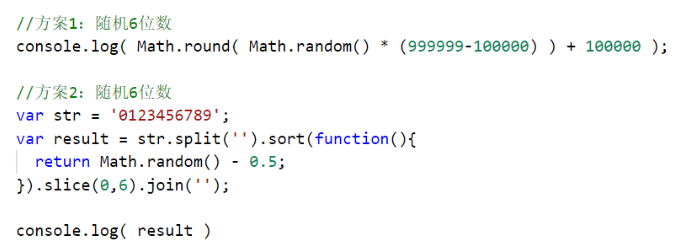 //方案1：随机6位数
console.log( Math.round( Math.random() * (999999-100000) ) + 100000 );
//方案2：随机6位数
var str = '0123456789';
var result = str.split('').sort(function(){
return Math.random() - 0.5;
}).slice(0,6).join('');
console.log( result )